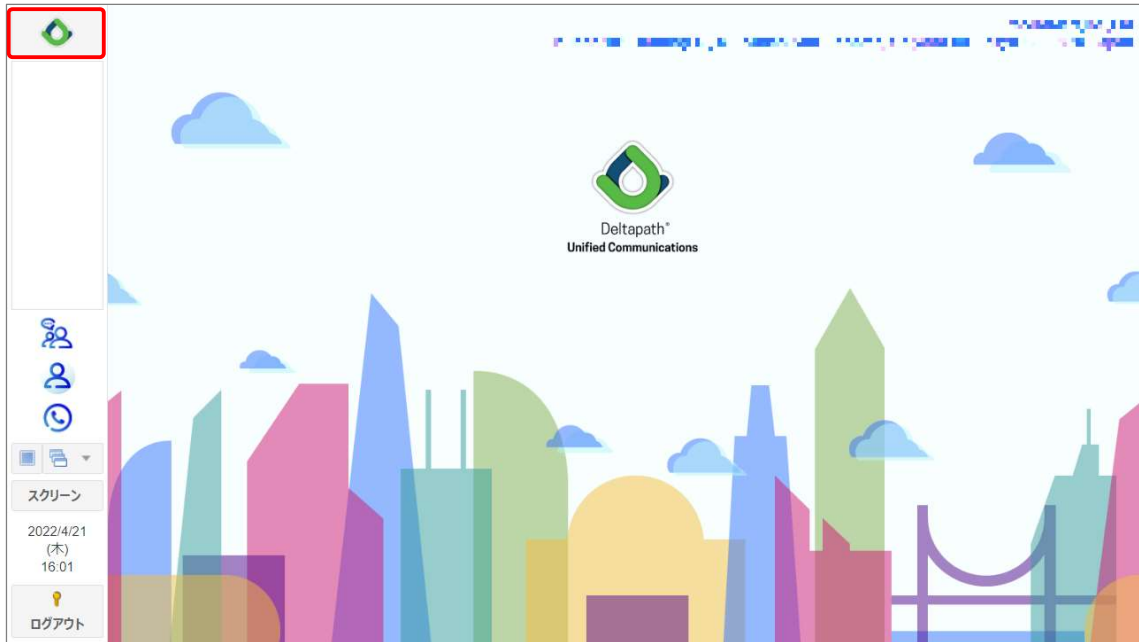 Deltapath®
Unified Communications
スクリーン
2022/4/21
(木)
16:01
ログアウト